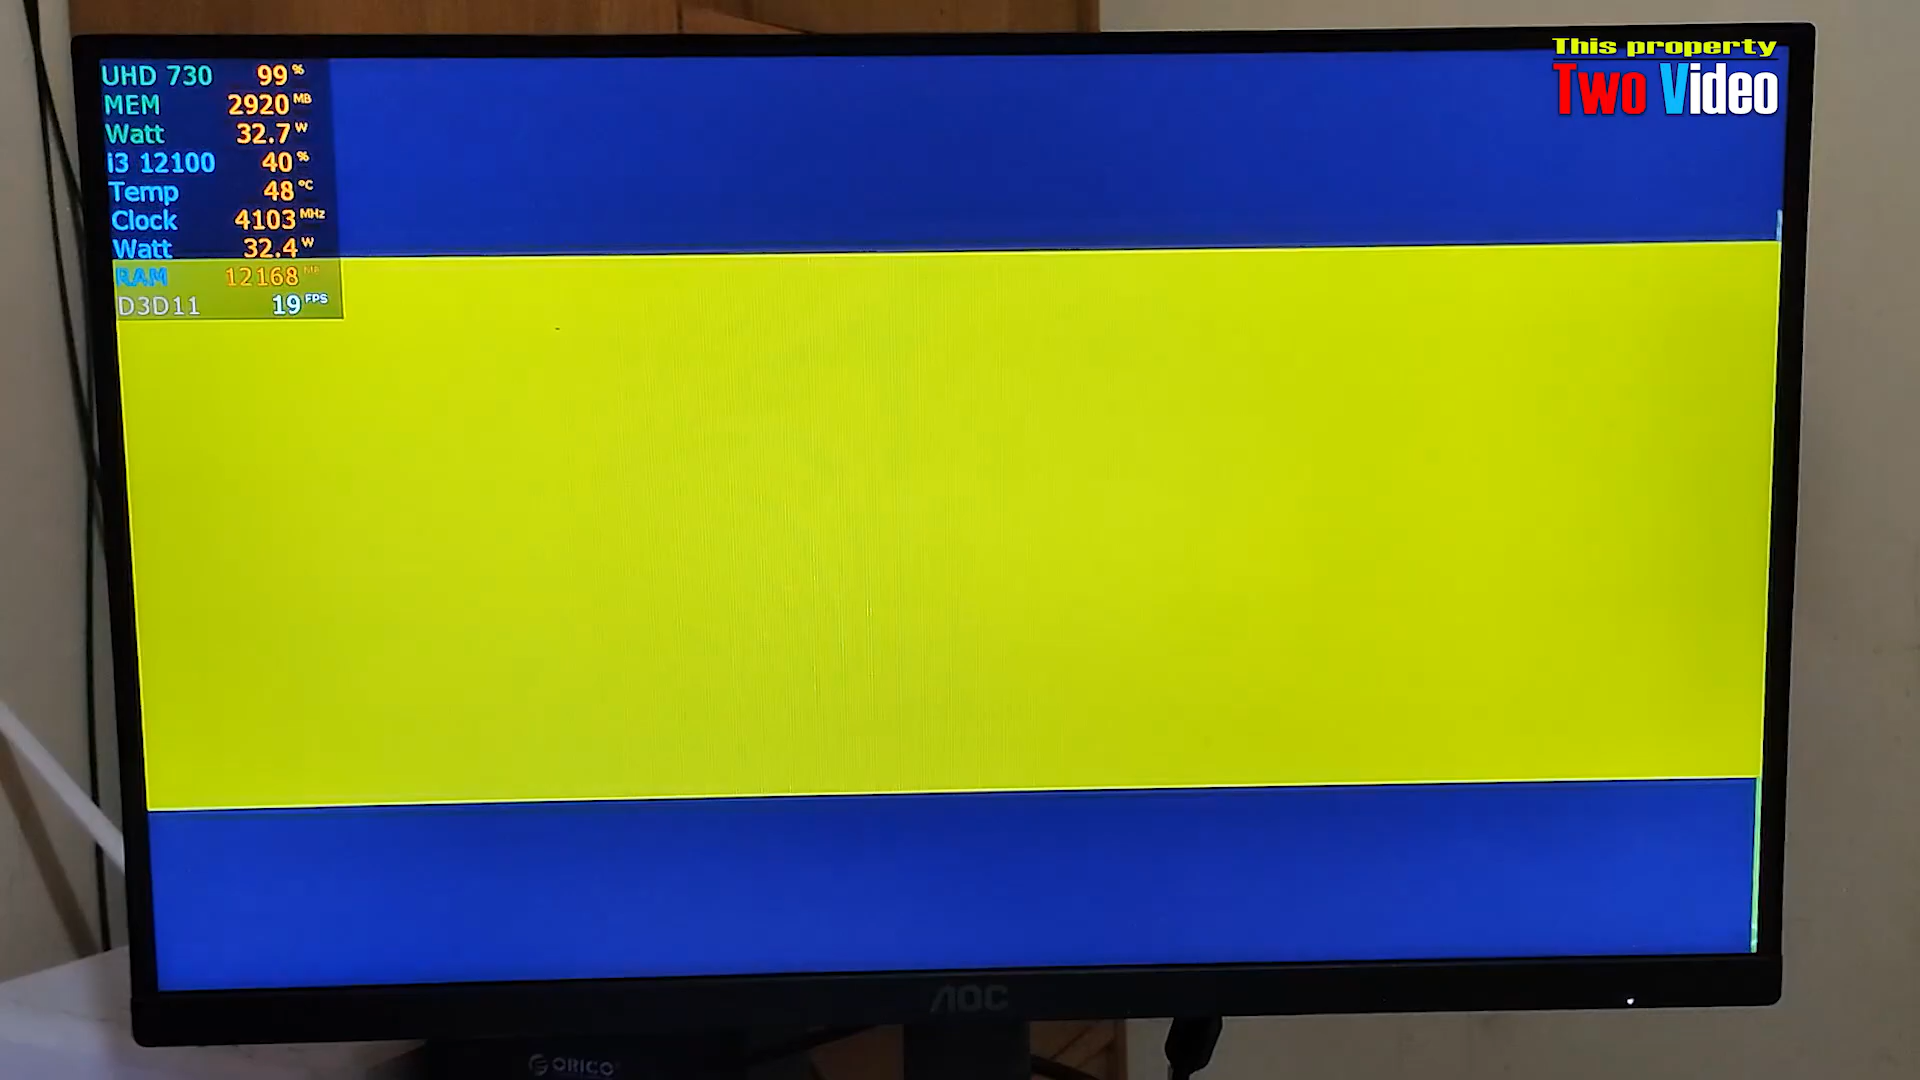 This property
Two Video
UHD 730 99 %
MEM 2920 MB
Watt 32.7 W
i3 12100 40 %
Temp 48 °C
Clock 4103 MHz
Watt 32.4 W
RAM 12168 MB
D3D11 19 FPS
AOC
ORICO